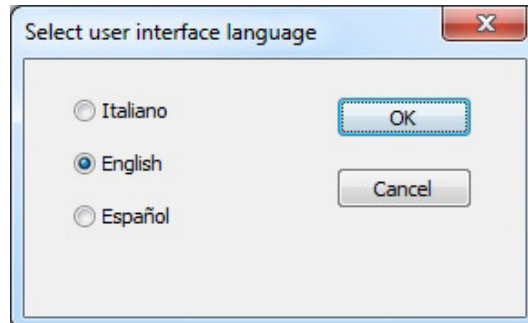 Select user interface language
Italiano
OK
English
Cancel
Español